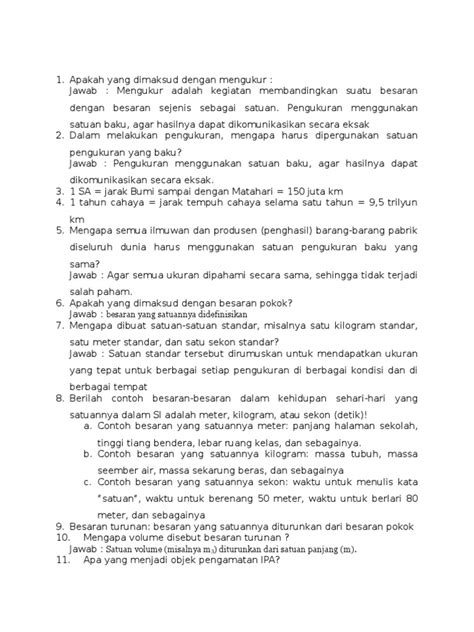 1. Apakah yang dimaksud dengan mengukur :
Jawab : Mengukur adalah kegiatan membandingkan suatu besaran
dengan besaran sejenis sebagai satuan. Pengukuran menggunakan
satuan baku, agar hasilnya dapat dikomunikasikan secara eksak
2. Dalam melakukan pengukuran, mengapa harus dipergunakan satuan
pengukuran yang baku?
Jawab : Pengukuran menggunakan satuan baku, agar hasilnya dapat
dikomunikasikan secara eksak.
3. 1 SA = jarak Bumi sampai dengan Matahari = 150 juta km
4. 1 tahun cahaya = jarak tempuh cahaya selama satu tahun = 9,5 trilyun
km
5. Mengapa semua ilmuwan dan produsen (penghasil) barang-barang pabrik
diseluruh dunia harus menggunakan satuan pengukuran baku yang
sama?
Jawab : Agar semua ukuran dipahami secara sama, sehingga tidak terjadi
salah paham.
6. Apakah yang dimaksud dengan besaran pokok?
Jawab : besaran yang satuannya didefinisikan
7. Mengapa dibuat satuan-satuan standar, misalnya satu kilogram standar,
satu meter standar, dan satu sekon standar?
Jawab : Satuan standar tersebut dirumuskan untuk mendapatkan ukuran
yang tepat untuk berbagai setiap pengukuran di berbagai kondisi dan di
berbagai tempat
8. Berilah contoh besaran-besaran dalam kehidupan sehari-hari yang
satuannya dalam SI adalah meter, kilogram, atau sekon (detik)!
a. Contoh besaran yang satuannya meter: panjang halaman sekolah,
tinggi tiang bendera, lebar ruang kelas, dan sebagainya.
b. Contoh besaran yang satuannya kilogram: massa tubuh, massa
seember air, massa sekarung beras, dan sebagainya
c. Contoh besaran yang satuannya sekon: waktu untuk menulis kata
"satuan", waktu untuk berenang 50 meter, waktu untuk berlari 80
meter, dan sebagainya
9. Besaran turunan: besaran yang satuannya diturunkan dari besaran pokok
10. Mengapa volume disebut besaran turunan ?
Jawab : Satuan volume (misalnya m3) diturunkan dari satuan panjang (m).
11. Apa yang menjadi objek pengamatan IPA?